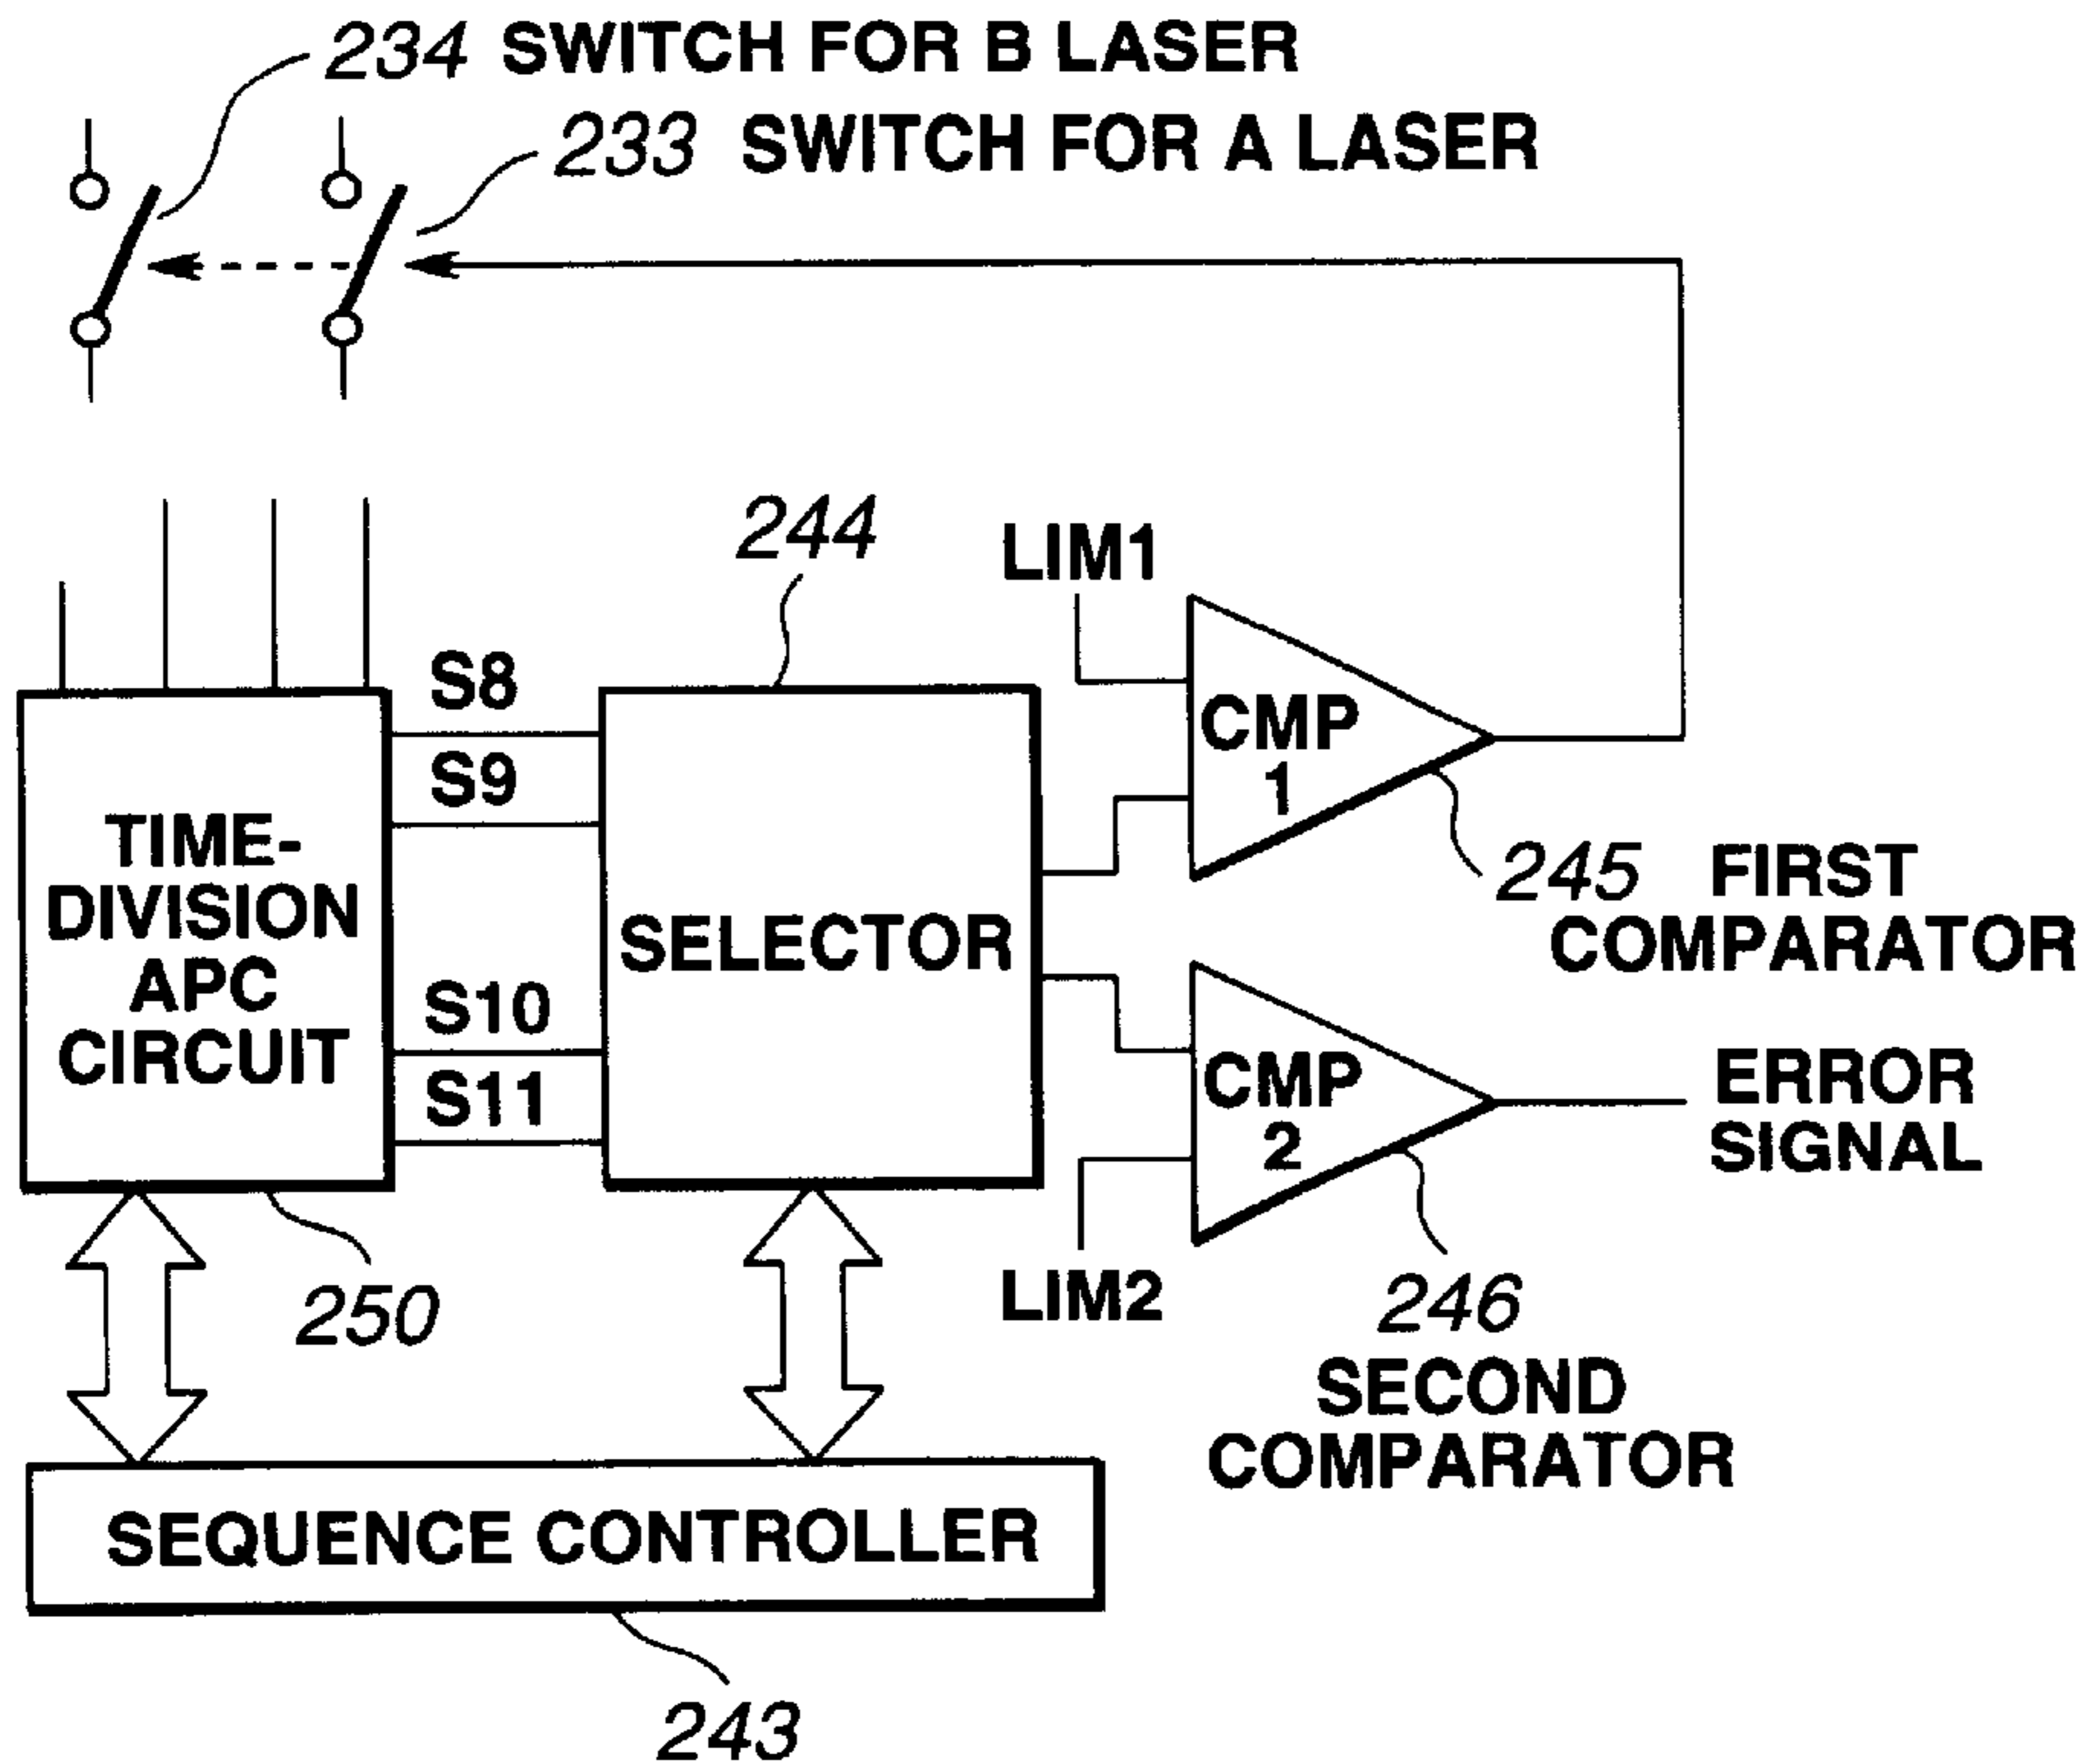 234 SWITCH FOR B LASER
233 SWITCH FOR A LASER
244
LIM1
S8
S9
S10
S11
TIME-
DIVISION
APC
CIRCUIT
SELECTOR
CMP
1
245 FIRST
COMPARATOR
CMP
2
ERROR
SIGNAL
LIM2
250
246
SECOND
COMPARATOR
SEQUENCE CONTROLLER
243